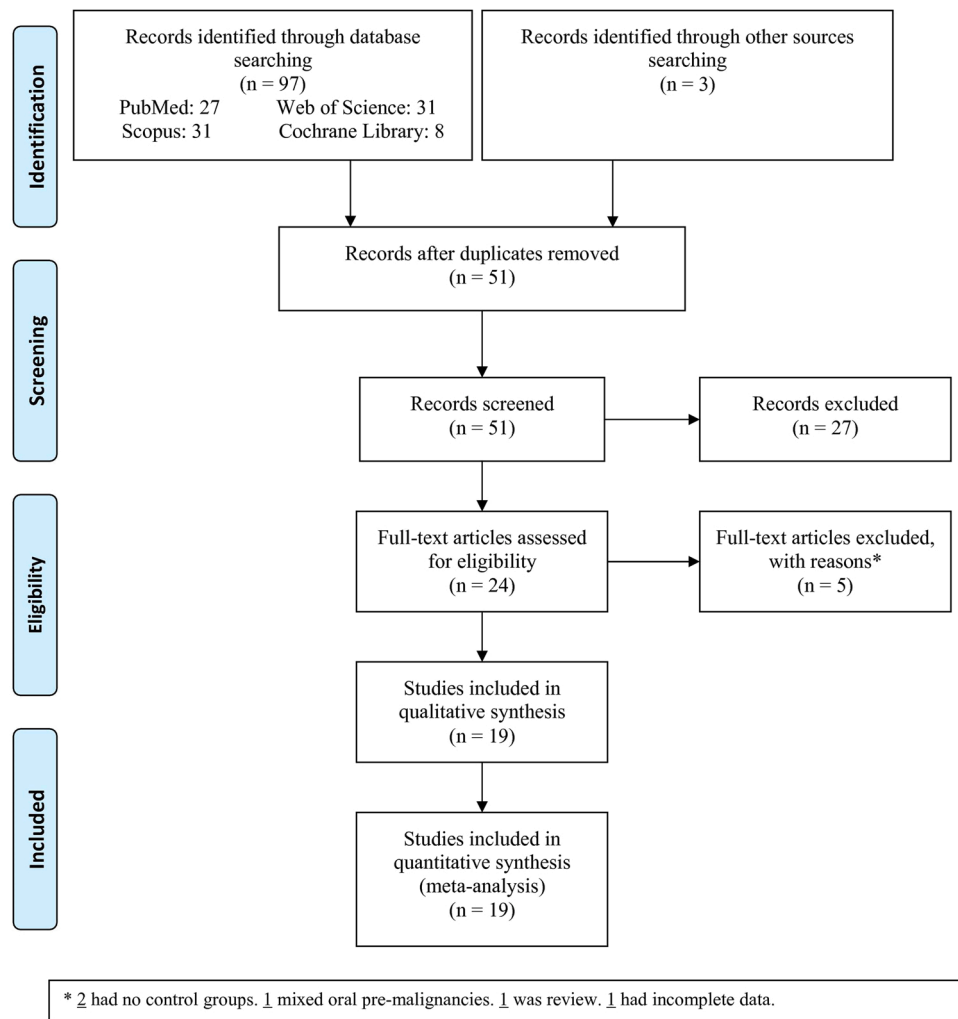 Identification
Records identified through database
searching
(n = 97)
PubMed: 27 Web of Science: 31
Scopus: 31 Cochrane Library: 8
Records identified through other sources
searching
(n = 3)
Records after duplicates removed
(n = 51)
Screening
Records screened
(n = 51)
Records excluded
(n = 27)
Eligibility
Full-text articles assessed
for eligibility
(n = 24)
Full-text articles excluded,
with reasons*
(n = 5)
Studies included in
qualitative synthesis
(n = 19)
Included
Studies included in
quantitative synthesis
(meta-analysis)
(n = 19)
* 2 had no control groups. 1 mixed oral pre-malignancies. 1 was review. 1 had incomplete data.